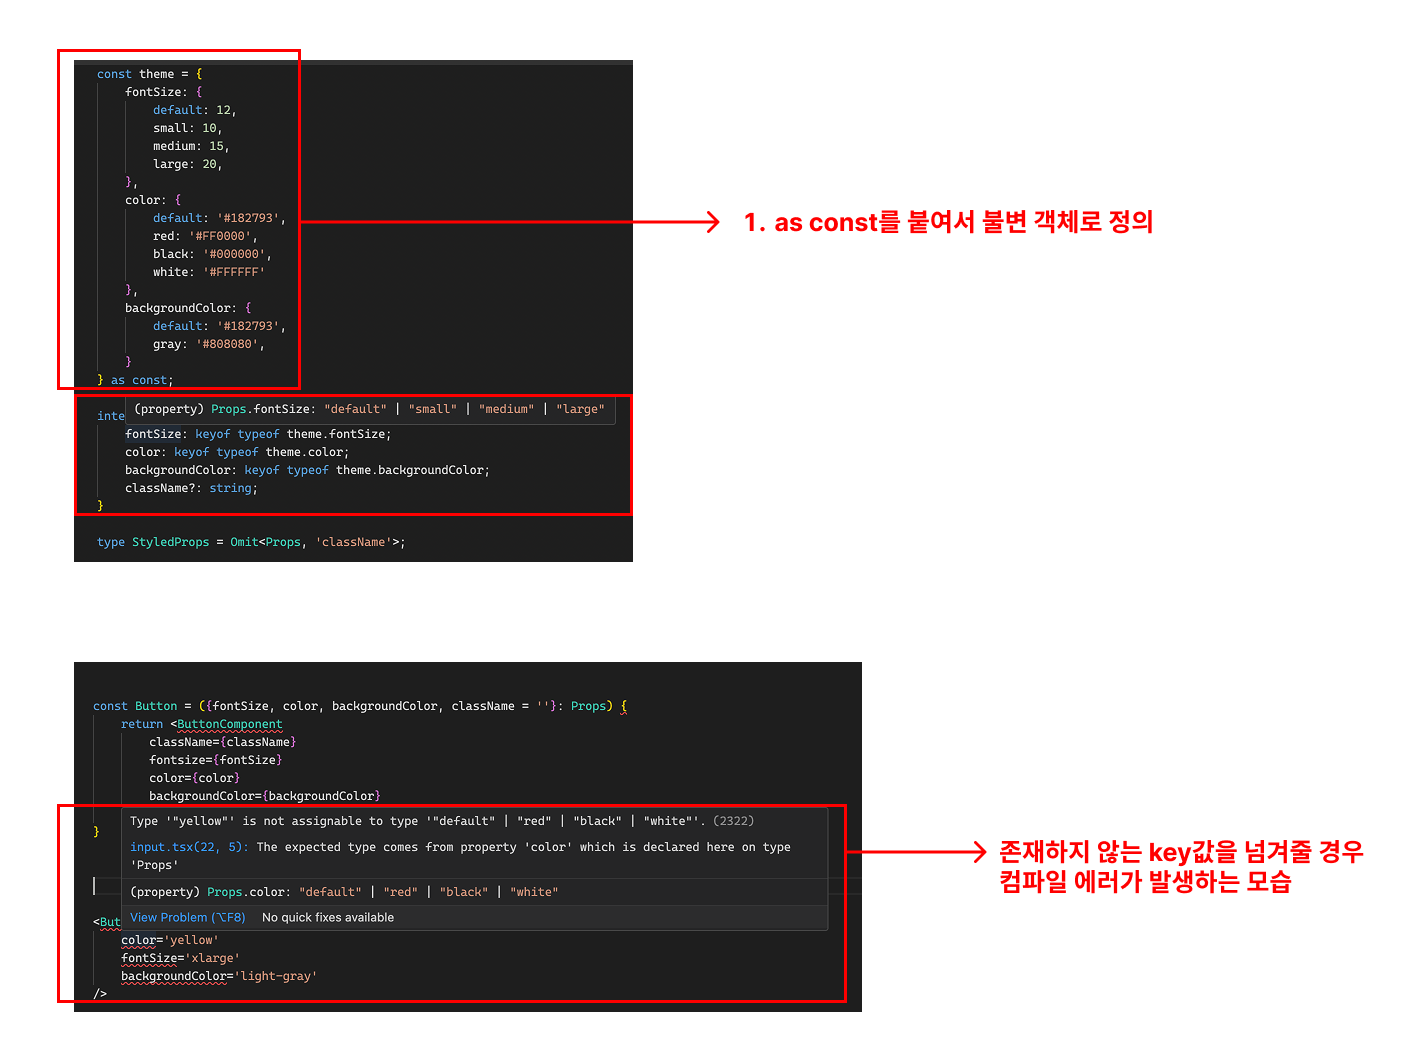 const theme = {
fontSize: {
default: 12,
small: 10,
medium: 15,
large: 20,
},
color: {
default: '#182793',
red: '#FF0000',
black: '#000000',
white: '#FFFFFF'
},
backgroundColor: {
default: '#182793',
gray: '#808080',
}
} as const;
1. as const를 붙여서 불변 객체로 정의
(property) Props.fontSize: "default" | "small" | "medium" | "large"
inte
fontSize: keyof typeof theme.fontSize;
color: keyof typeof theme.color;
backgroundColor: keyof typeof theme.backgroundColor;
className?: string;
}
type StyledProps = Omit<Props, 'className'>;
const Button = ({fontSize, color, backgroundColor, className = ''}: Props) {
return <ButtonComponent
className={className}
fontsize={fontSize}
color={color}
backgroundColor={backgroundColor}
Type '"yellow"' is not assignable to type '"default" | "red" | "black" | "white"'. (2322)
}
input.tsx(22, 5): The expected type comes from property 'color' which is declared here on type
'Props'
(property) Props.color: "default" | "red" | "black" | "white"
View Problem (⌥F8) No quick fixes available
<But
color='yellow'
fontSize='xlarge'
backgroundColor='light-gray'
/>
존재하지 않는 key값을 넘겨줄 경우
컴파일 에러가 발생하는 모습